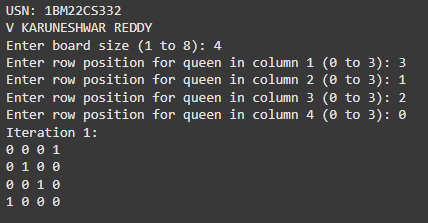 USN: 1BM22CS332
V KARUNESHWAR REDDY
Enter board size (1 to 8): 4
Enter row position for queen in column 1 (0 to 3): 3
Enter row position for queen in column 2 (0 to 3): 1
Enter row position for queen in column 3 (0 to 3): 2
Enter row position for queen in column 4 (0 to 3): 0
Iteration 1:
0 0 0 1
0 1 0 0
0 0 1 0
1 0 0 0